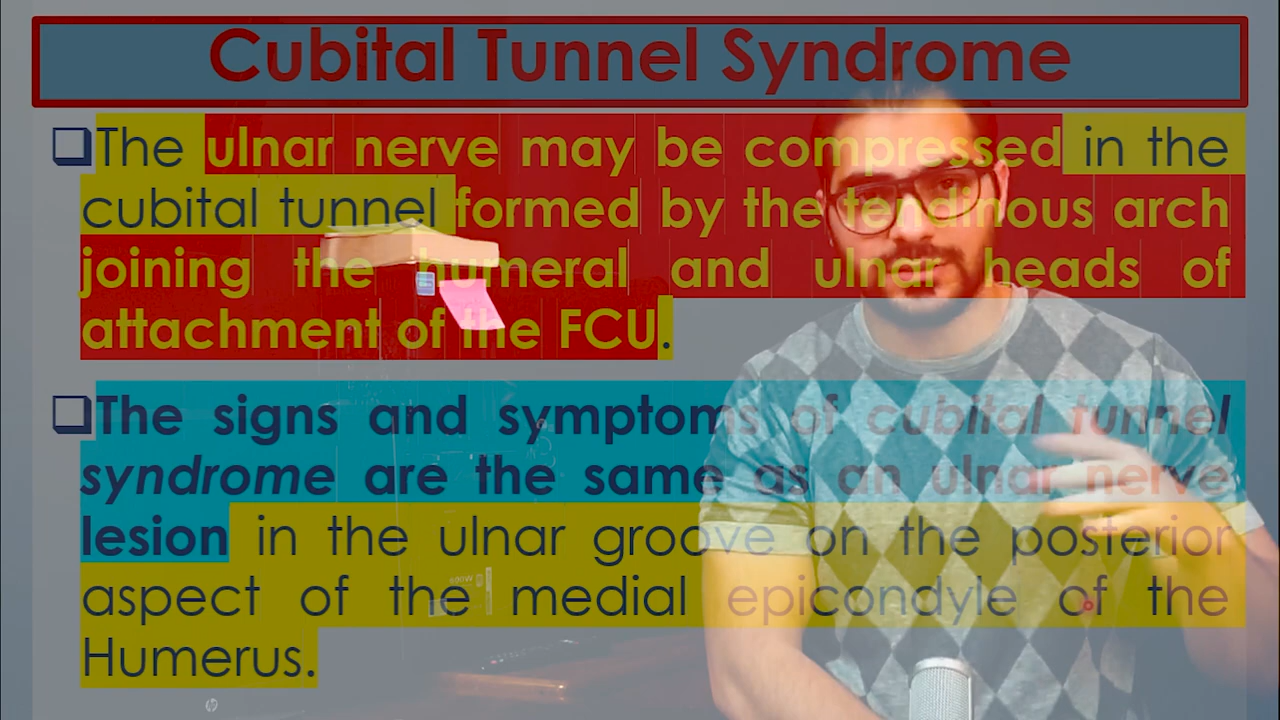 Cubital Tunnel Syndrome
❑The ulnar nerve may be compressed in the
cubital tunnel formed by the tendinous arch
joining the humeral and ulnar heads of
attachment of the FCU.
❑The signs and symptoms of cubital tunnel
syndrome are the same as an ulnar nerve
lesion in the ulnar groove on the posterior
aspect of the medial epicondyle of the
Humerus.
hp